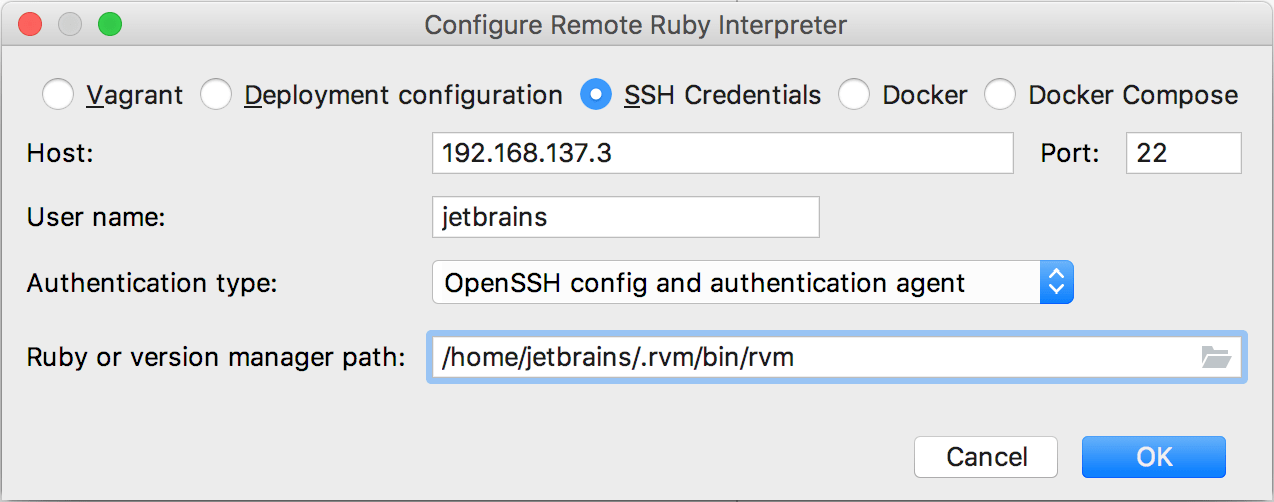 Configure Remote Ruby Interpreter
Vagrant Deployment configuration SSH Credentials Docker Docker Compose
Host: 192.168.137.3 Port: 22
User name: jetbrains
Authentication type: OpenSSH config and authentication agent
Ruby or version manager path: /home/jetbrains/.rvm/bin/rvm
Cancel OK